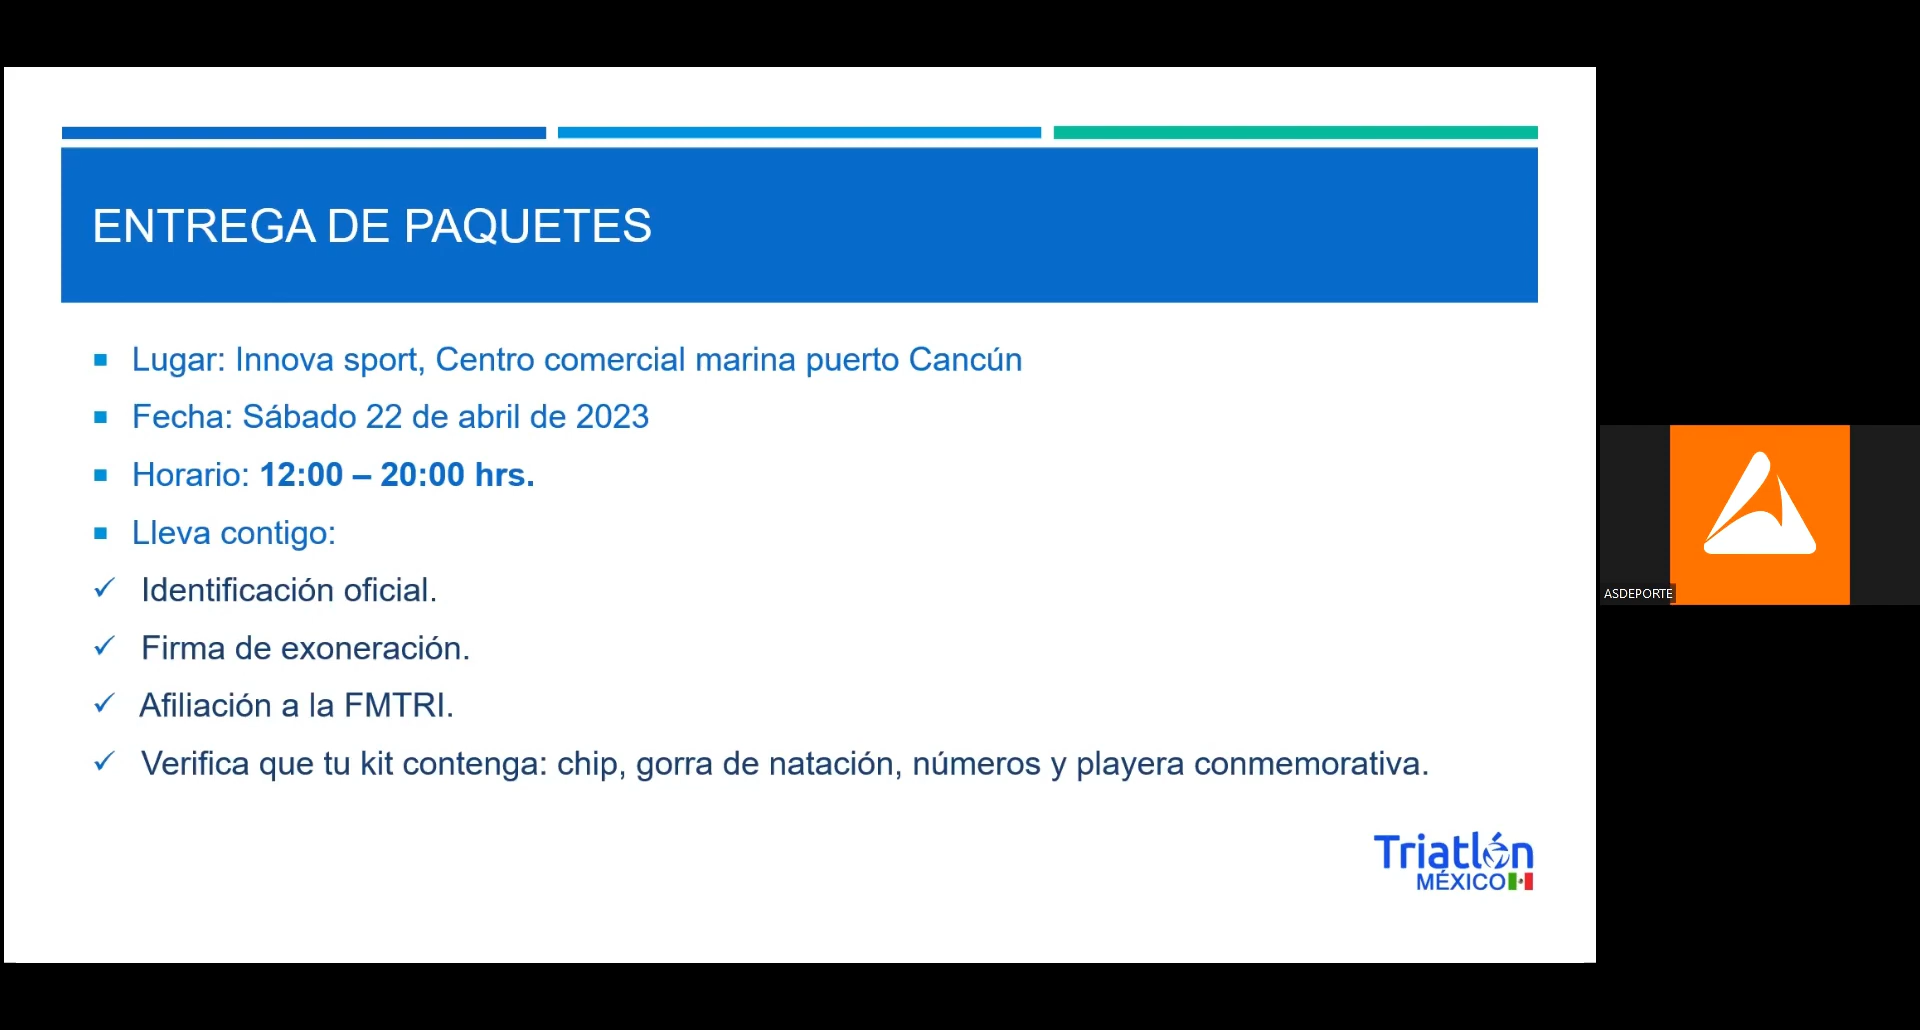 ENTREGA DE PAQUETES
Lugar: Innova sport, Centro comercial marina puerto Cancún
Fecha: Sábado 22 de abril de 2023
Horario: 12:00 – 20:00 hrs.
Lleva contigo:
Identificación oficial.
Firma de exoneración.
Afiliación a la FMTRI.
Verifica que tu kit contenga: chip, gorra de natación, números y playera conmemorativa.
Triatlón
MÉXICO
ASDEPORTE